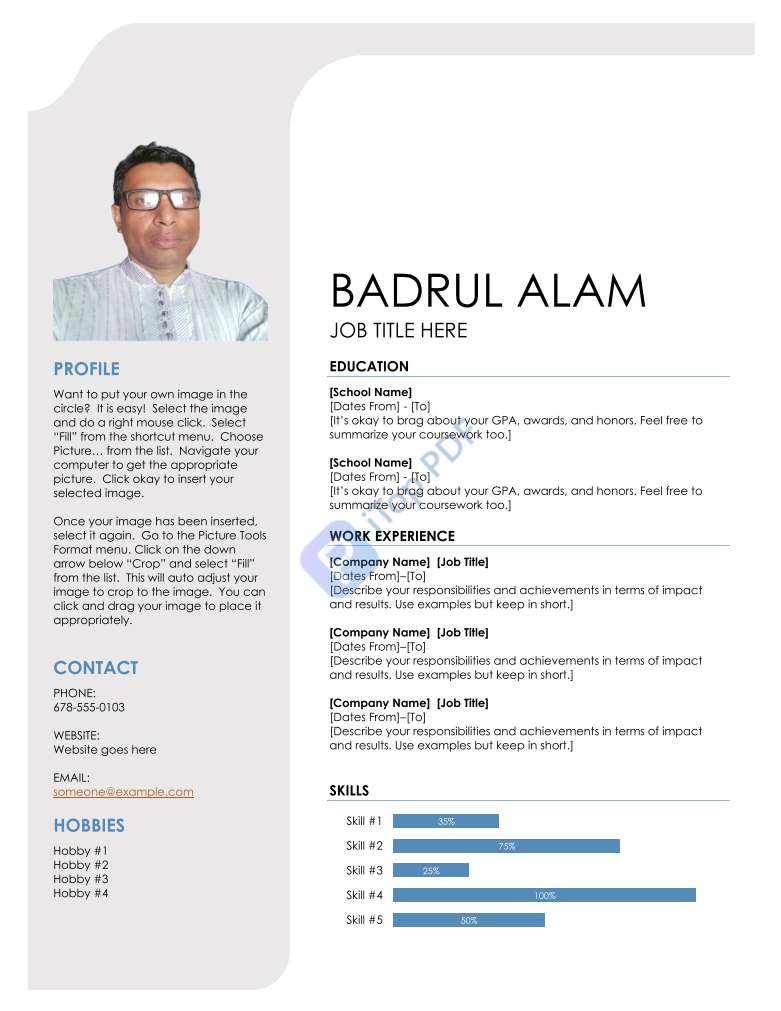 BADRUL ALAM
JOB TITLE HERE
PROFILE
Want to put your own image in the
circle?  It is easy!  Select the image
and do a right mouse click.  Select
“Fill” from the shortcut menu.  Choose
Picture… from the list.  Navigate your
computer to get the appropriate
picture.  Click okay to insert your
selected image.
Once your image has been inserted,
select it again.  Go to the Picture Tools
Format menu. Click on the down
arrow below “Crop” and select “Fill”
from the list.  This will auto adjust your
image to crop to the image.  You can
click and drag your image to place it
appropriately.
CONTACT
PHONE:
678-555-0103
WEBSITE:
Website goes here
EMAIL:
someone@example.com
HOBBIES
Hobby #1
Hobby #2
Hobby #3
Hobby #4
EDUCATION
[School Name]
[Dates From] - [To]
[It’s okay to brag about your GPA, awards, and honors. Feel free to
summarize your coursework too.]
[School Name]
[Dates From] - [To]
[It’s okay to brag about your GPA, awards, and honors. Feel free to
summarize your coursework too.]
WORK EXPERIENCE
[Company Name]  [Job Title]
[Dates From]–[To]
[Describe your responsibilities and achievements in terms of impact
and results. Use examples but keep in short.]
[Company Name]  [Job Title]
[Dates From]–[To]
[Describe your responsibilities and achievements in terms of impact
and results. Use examples but keep in short.]
[Company Name]  [Job Title]
[Dates From]–[To]
[Describe your responsibilities and achievements in terms of impact
and results. Use examples but keep in short.]
SKILLS
Skill #1 35%
Skill #2 75%
Skill #3 25%
Skill #4 100%
Skill #5 50%
iTop PDF